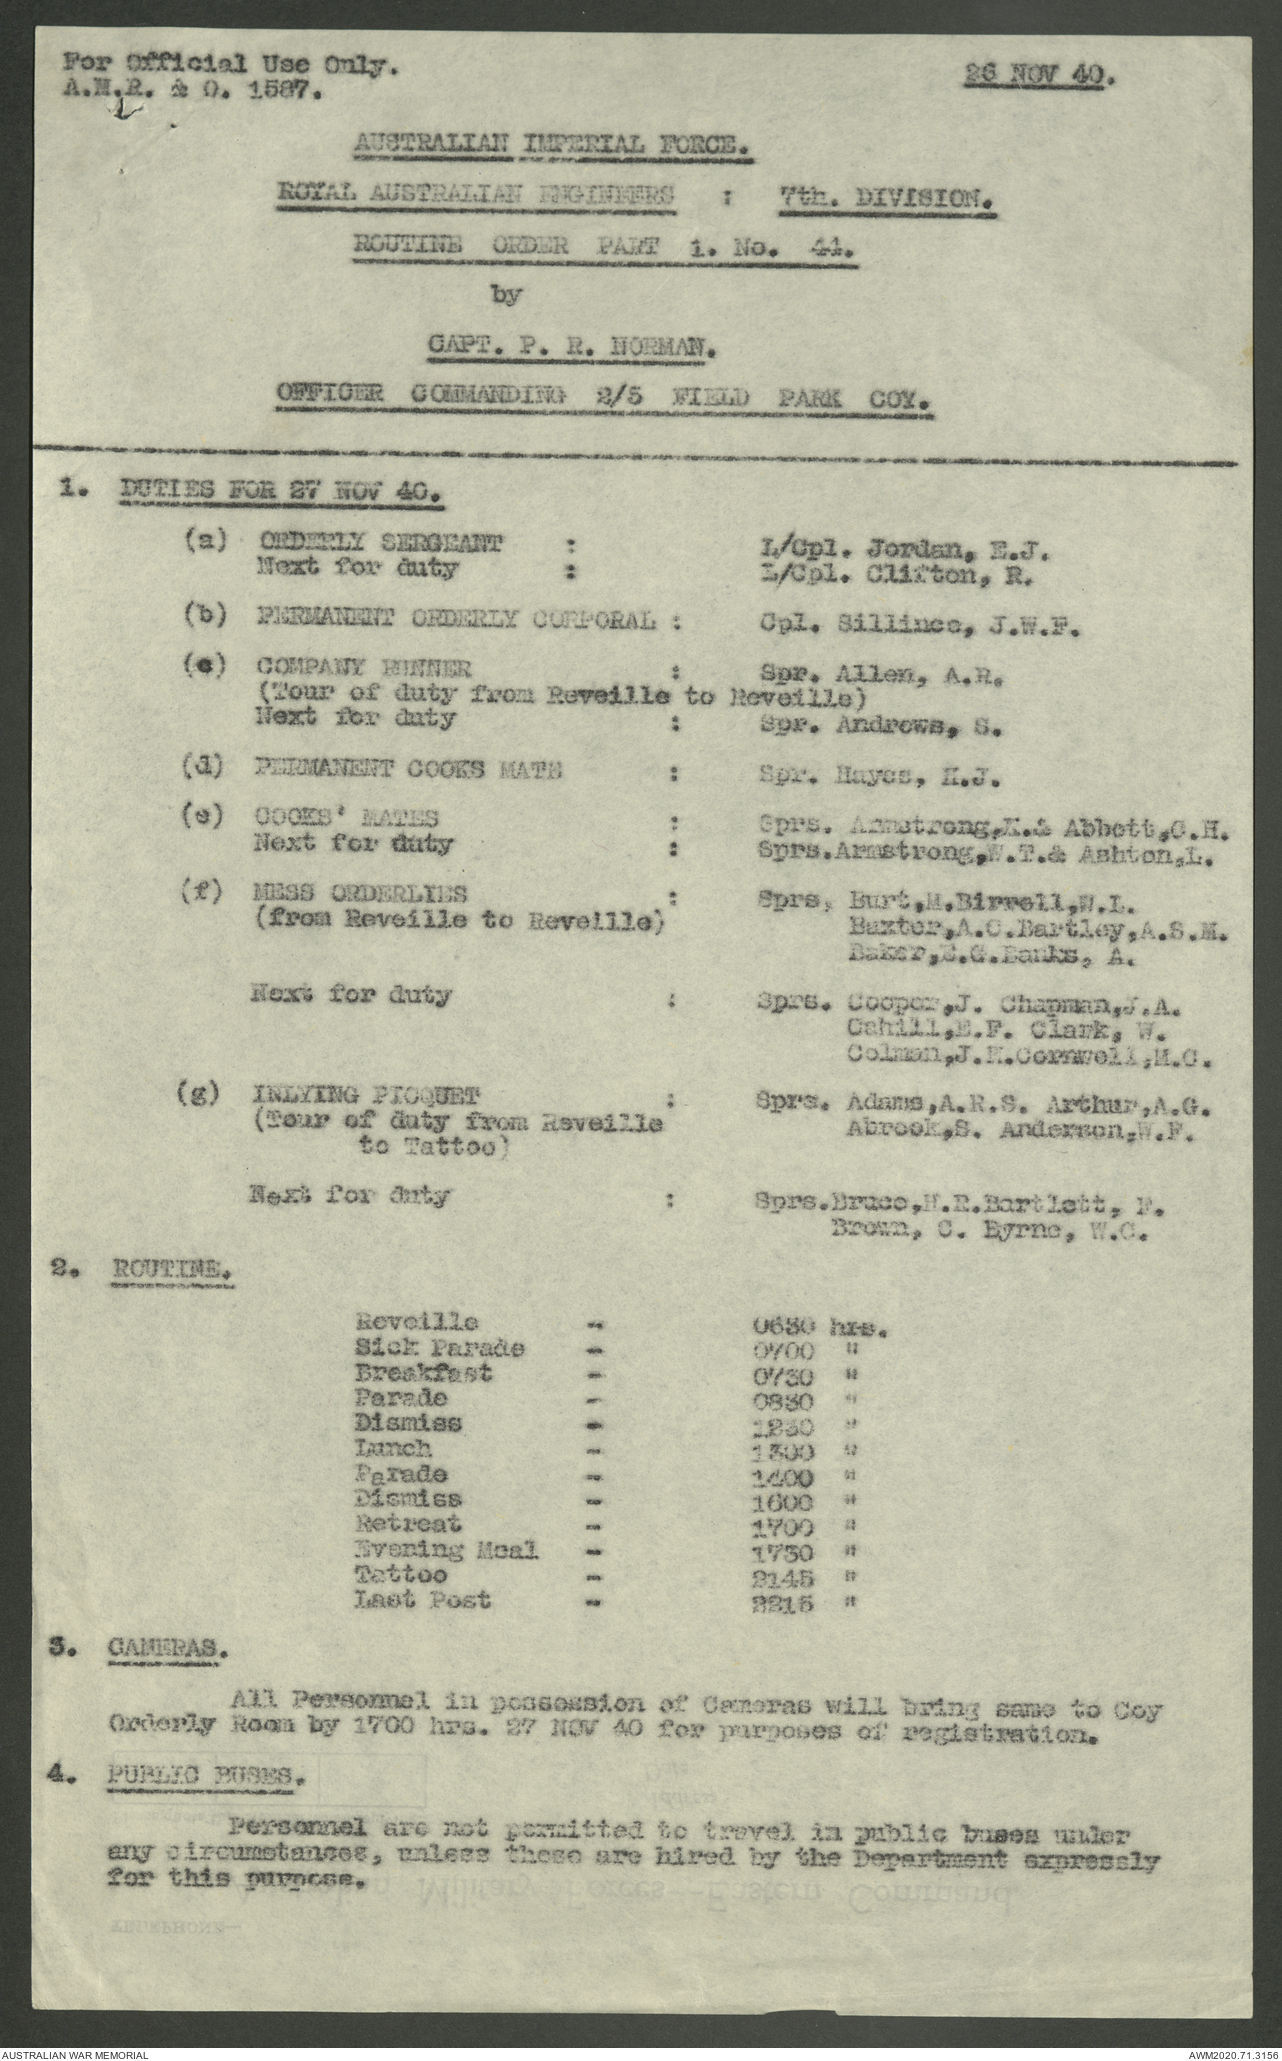 For Official Use Only.
A.M.R. & O. 1587.
26 NOV 40.
AUSTRALIAN IMPERIAL FORCE.
ROYAL AUSTRALIAN ENGINEERS : 7th. DIVISION.
ROUTINE ORDER PART 1. No. 44.
by
CAPT. P. R. NORMAN.
OFFICER COMMANDING 2/5 FIELD PARK COY.
1. DUTIES FOR 27 NOV 40.
(a) ORDERLY SERGEANT : L/Cpl. Jordan, E.J.
Next for duty : L/Cpl. Clifton, R.
(b) PERMANENT ORDERLY CORPORAL : Cpl. Sillince, J.W.F.
(c) COMPANY RUNNER : Spr. Allen, A.R.
(Tour of duty from Reveille to Reveille)
Next for duty : Spr. Andrews, S.
(d) PERMANENT COOKS MATE : Spr. Hayes, H.J.
(e) COOKS' MATES : Sprs. Armstrong,K.& Abbott,C.H.
Next for duty : Sprs.Armstrong,W.T.& Ashton,L.
(f) MESS ORDERLIES : Sprs. Burt,M.Birrell,W.L.
(from Reveille to Reveille) Baxter,A.C.Bartley,A.S.M.
Baker,E.G.Banks, A.
Next for duty : Sprs. Cooper,J. Chapman,J.A.
Cahill,E.F. Clark, W.
Colman,J.K.Cornwell,M.C.
(g) INLYING PICQUET : Sprs. Adams,A.R.S. Arthur,A.G.
(Tour of duty from Reveille Abrook,S. Anderson,W.F.
to Tattoo)
Next for duty : Sprs.Bruce,H.R.Bartlett, F.
Brown, C. Byrne, W.C.
2. ROUTINE.
Reveille - 0630 hrs.
Sick Parade - 0700 "
Breakfast - 0730 "
Parade - 0830 "
Dismiss - 1230 "
Lunch - 1300 "
Parade - 1400 "
Dismiss - 1600 "
Retreat - 1700 "
Evening Meal - 1730 "
Tattoo - 2145 "
Last Post - 2215 "
3. CAMERAS.
All Personnel in possession of Cameras will bring same to Coy
Orderly Room by 1700 hrs. 27 NOV 40 for purposes of registration.
4. PUBLIC BUSES.
Personnel are not permitted to travel in public buses under
any circumstances, unless these are hired by the Department expressly
for this purpose.
AUSTRALIAN WAR MEMORIAL
AWM2020.71.3156